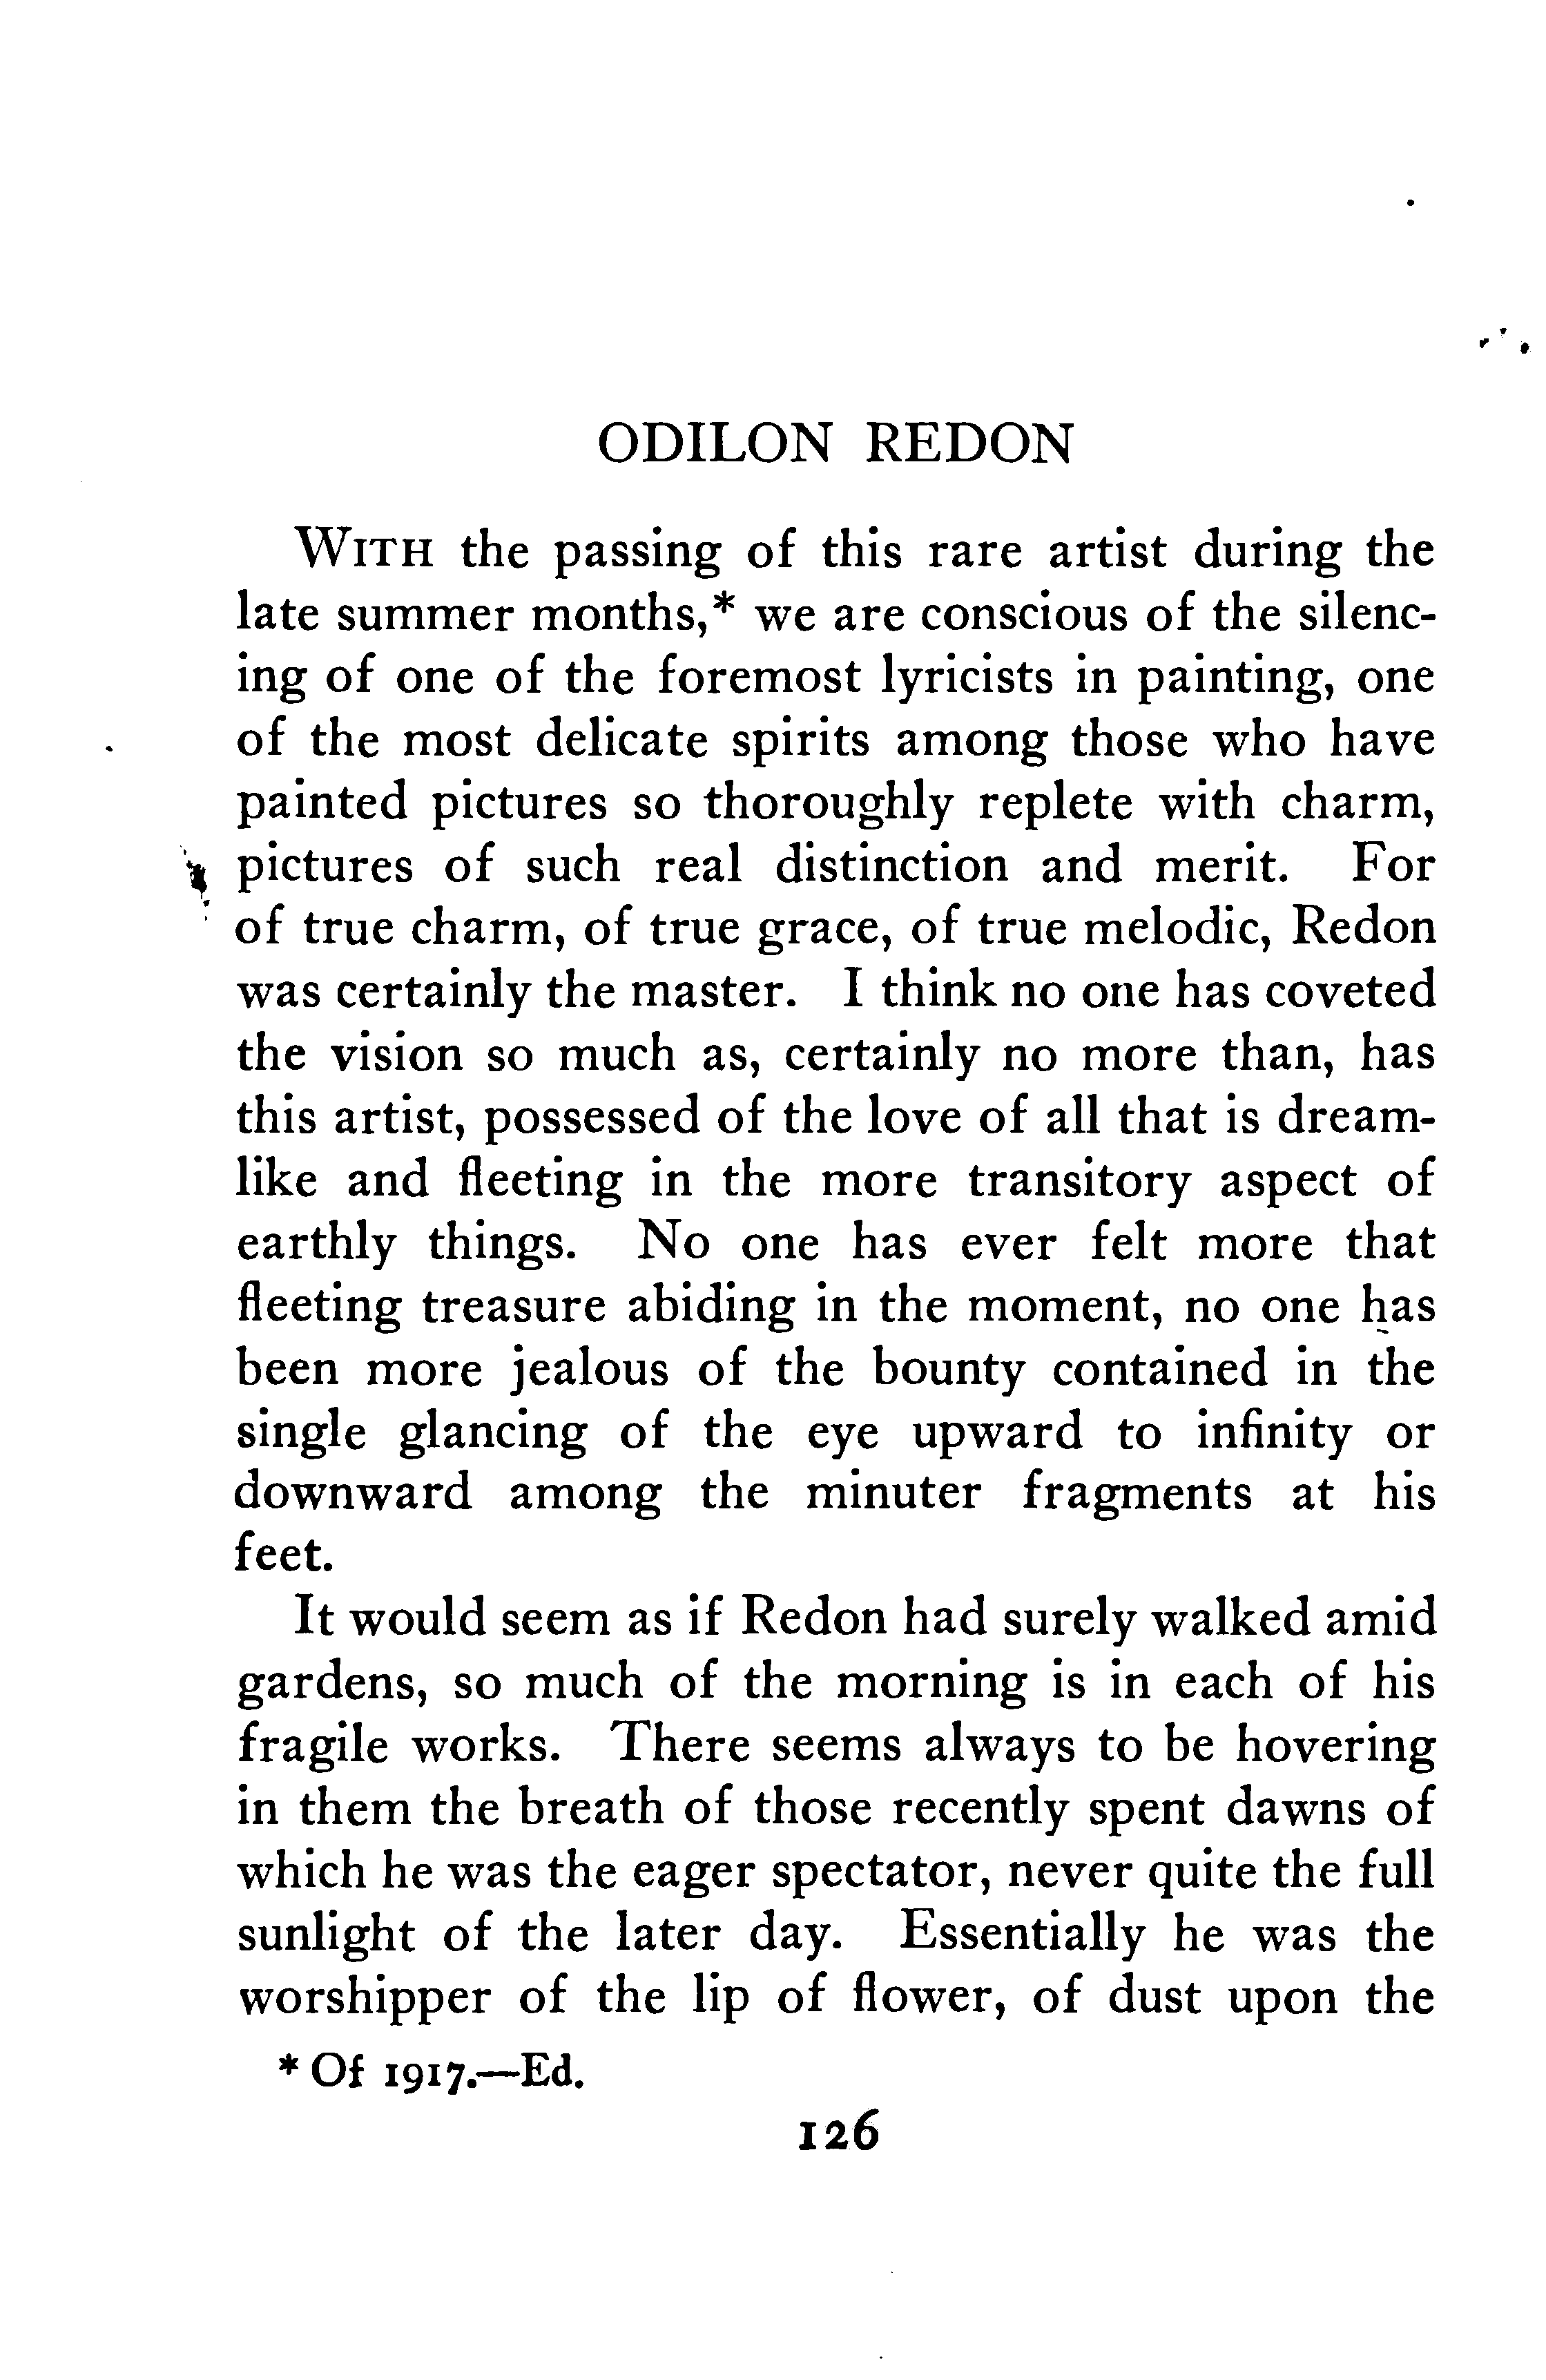 ODILON REDON
WITH the passing of this rare artist during the
late summer months,* we are conscious of the silenc-
ing of one of the foremost lyricists in painting, one
of the most delicate spirits among those who have
painted pictures so thoroughly replete with charm,
pictures of such real distinction and merit. For
of true charm, of true grace, of true melodic, Redon
was certainly the master. I think no one has coveted
the vision so much as, certainly no more than, has
this artist, possessed of the love of all that is dream-
like and fleeting in the more transitory aspect of
earthly things. No one has ever felt more that
fleeting treasure abiding in the moment, no one has
been more jealous of the bounty contained in the
single glancing of the eye upward to infinity or
downward among the minuter fragments at his
feet.
It would seem as if Redon had surely walked amid
gardens, so much of the morning is in each of his
fragile works. There seems always to be hovering
in them the breath of those recently spent dawns of
which he was the eager spectator, never quite the full
sunlight of the later day. Essentially he was the
worshipper of the lip of flower, of dust upon the
* Of 1917.—Ed.
126